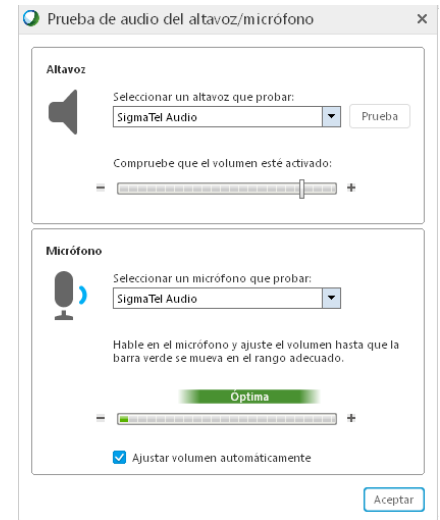 Prueba de audio del altavoz/micrófono
Altavoz
Seleccionar un altavoz que probar:
SigmaTel Audio
Prueba
Compruebe que el volumen esté activado:
Micrófono
Seleccionar un micrófono que probar:
SigmaTel Audio
Hable en el micrófono y ajuste el volumen hasta que la
barra verde se mueva en el rango adecuado.
Óptima
Ajustar volumen automáticamente
Aceptar